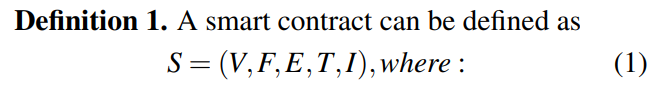 Definition 1. A smart contract can be defined as
S = (V,F,E,T,I),where : (1)